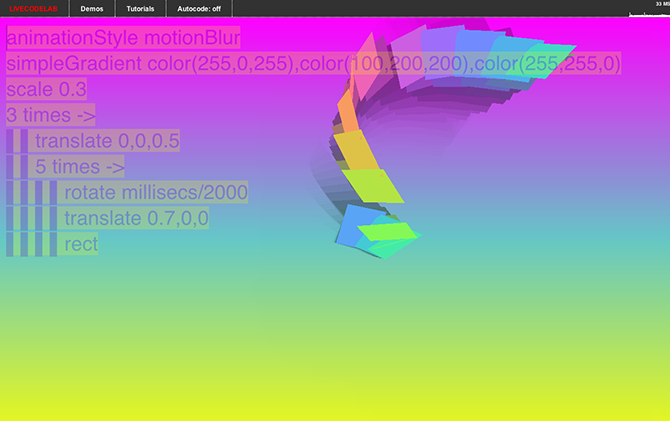 LIVECODELAB Demos Tutorials Autocode: off 33 MS
animationStyle motionBlur
simpleGradient color(255,0,255),color(100,200,200),color(255,255,0)
scale 0.3
3 times ->
translate 0,0,0.5
5 times ->
rotate millisecs/2000
translate 0.7,0,0
rect